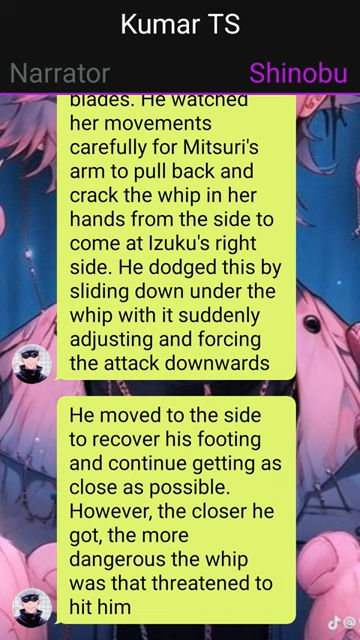 Kumar TS
Narrator
Shinobu
blades. He watched
her movements
carefully for Mitsuri's
arm to pull back and
crack the whip in her
hands from the side to
come at Izuku's right
side. He dodged this by
sliding down under the
whip with it suddenly
adjusting and forcing
the attack downwards
He moved to the side
to recover his footing
and continue getting as
close as possible.
However, the closer he
got, the more
dangerous the whip
was that threatened to
hit him
@